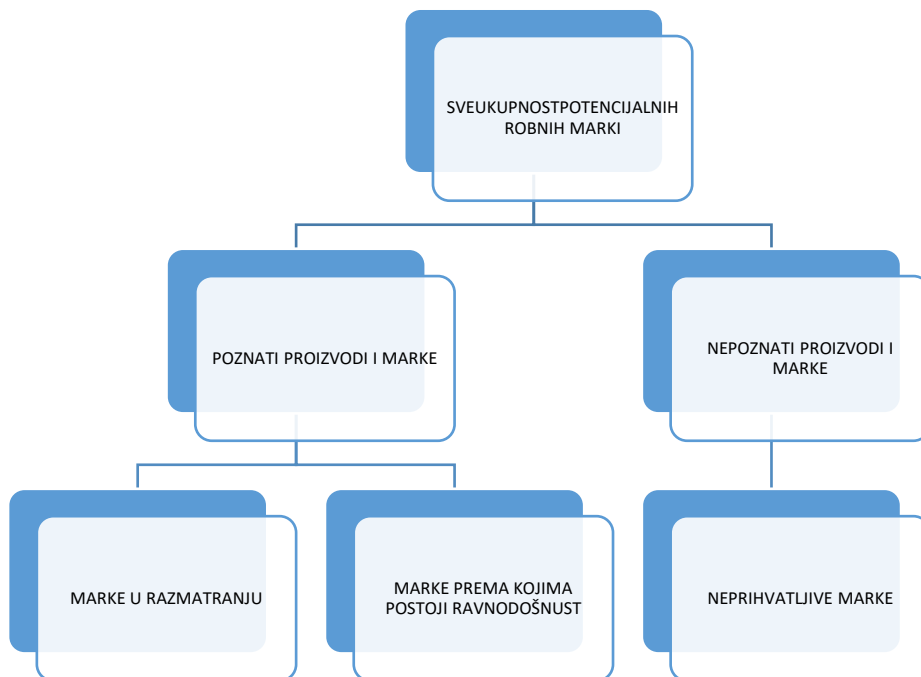 SVEUKUPNOSTPOTENCIJALNIH
ROBNIH MARKI
POZNATI PROIZVODI I MARKE
NEPOZNATI PROIZVODI I
MARKE
MARKE U RAZMATRANJU
MARKE PREMA KOJIMA
POSTOJI RAVNODOŠNUST
NEPRIHVATLJIVE MARKE